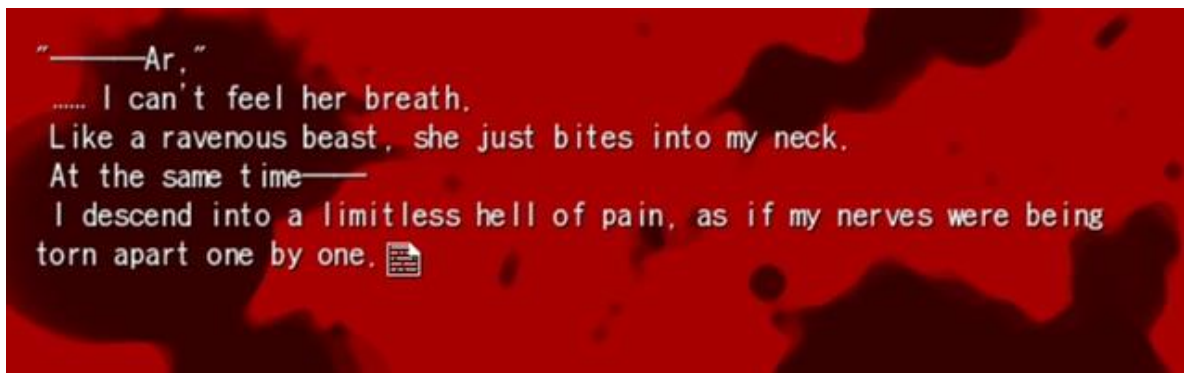 "―――――Ar,"
…… I can't feel her breath.
Like a ravenous beast, she just bites into my neck.
At the same time―――
I descend into a limitless hell of pain, as if my nerves were being
torn apart one by one.